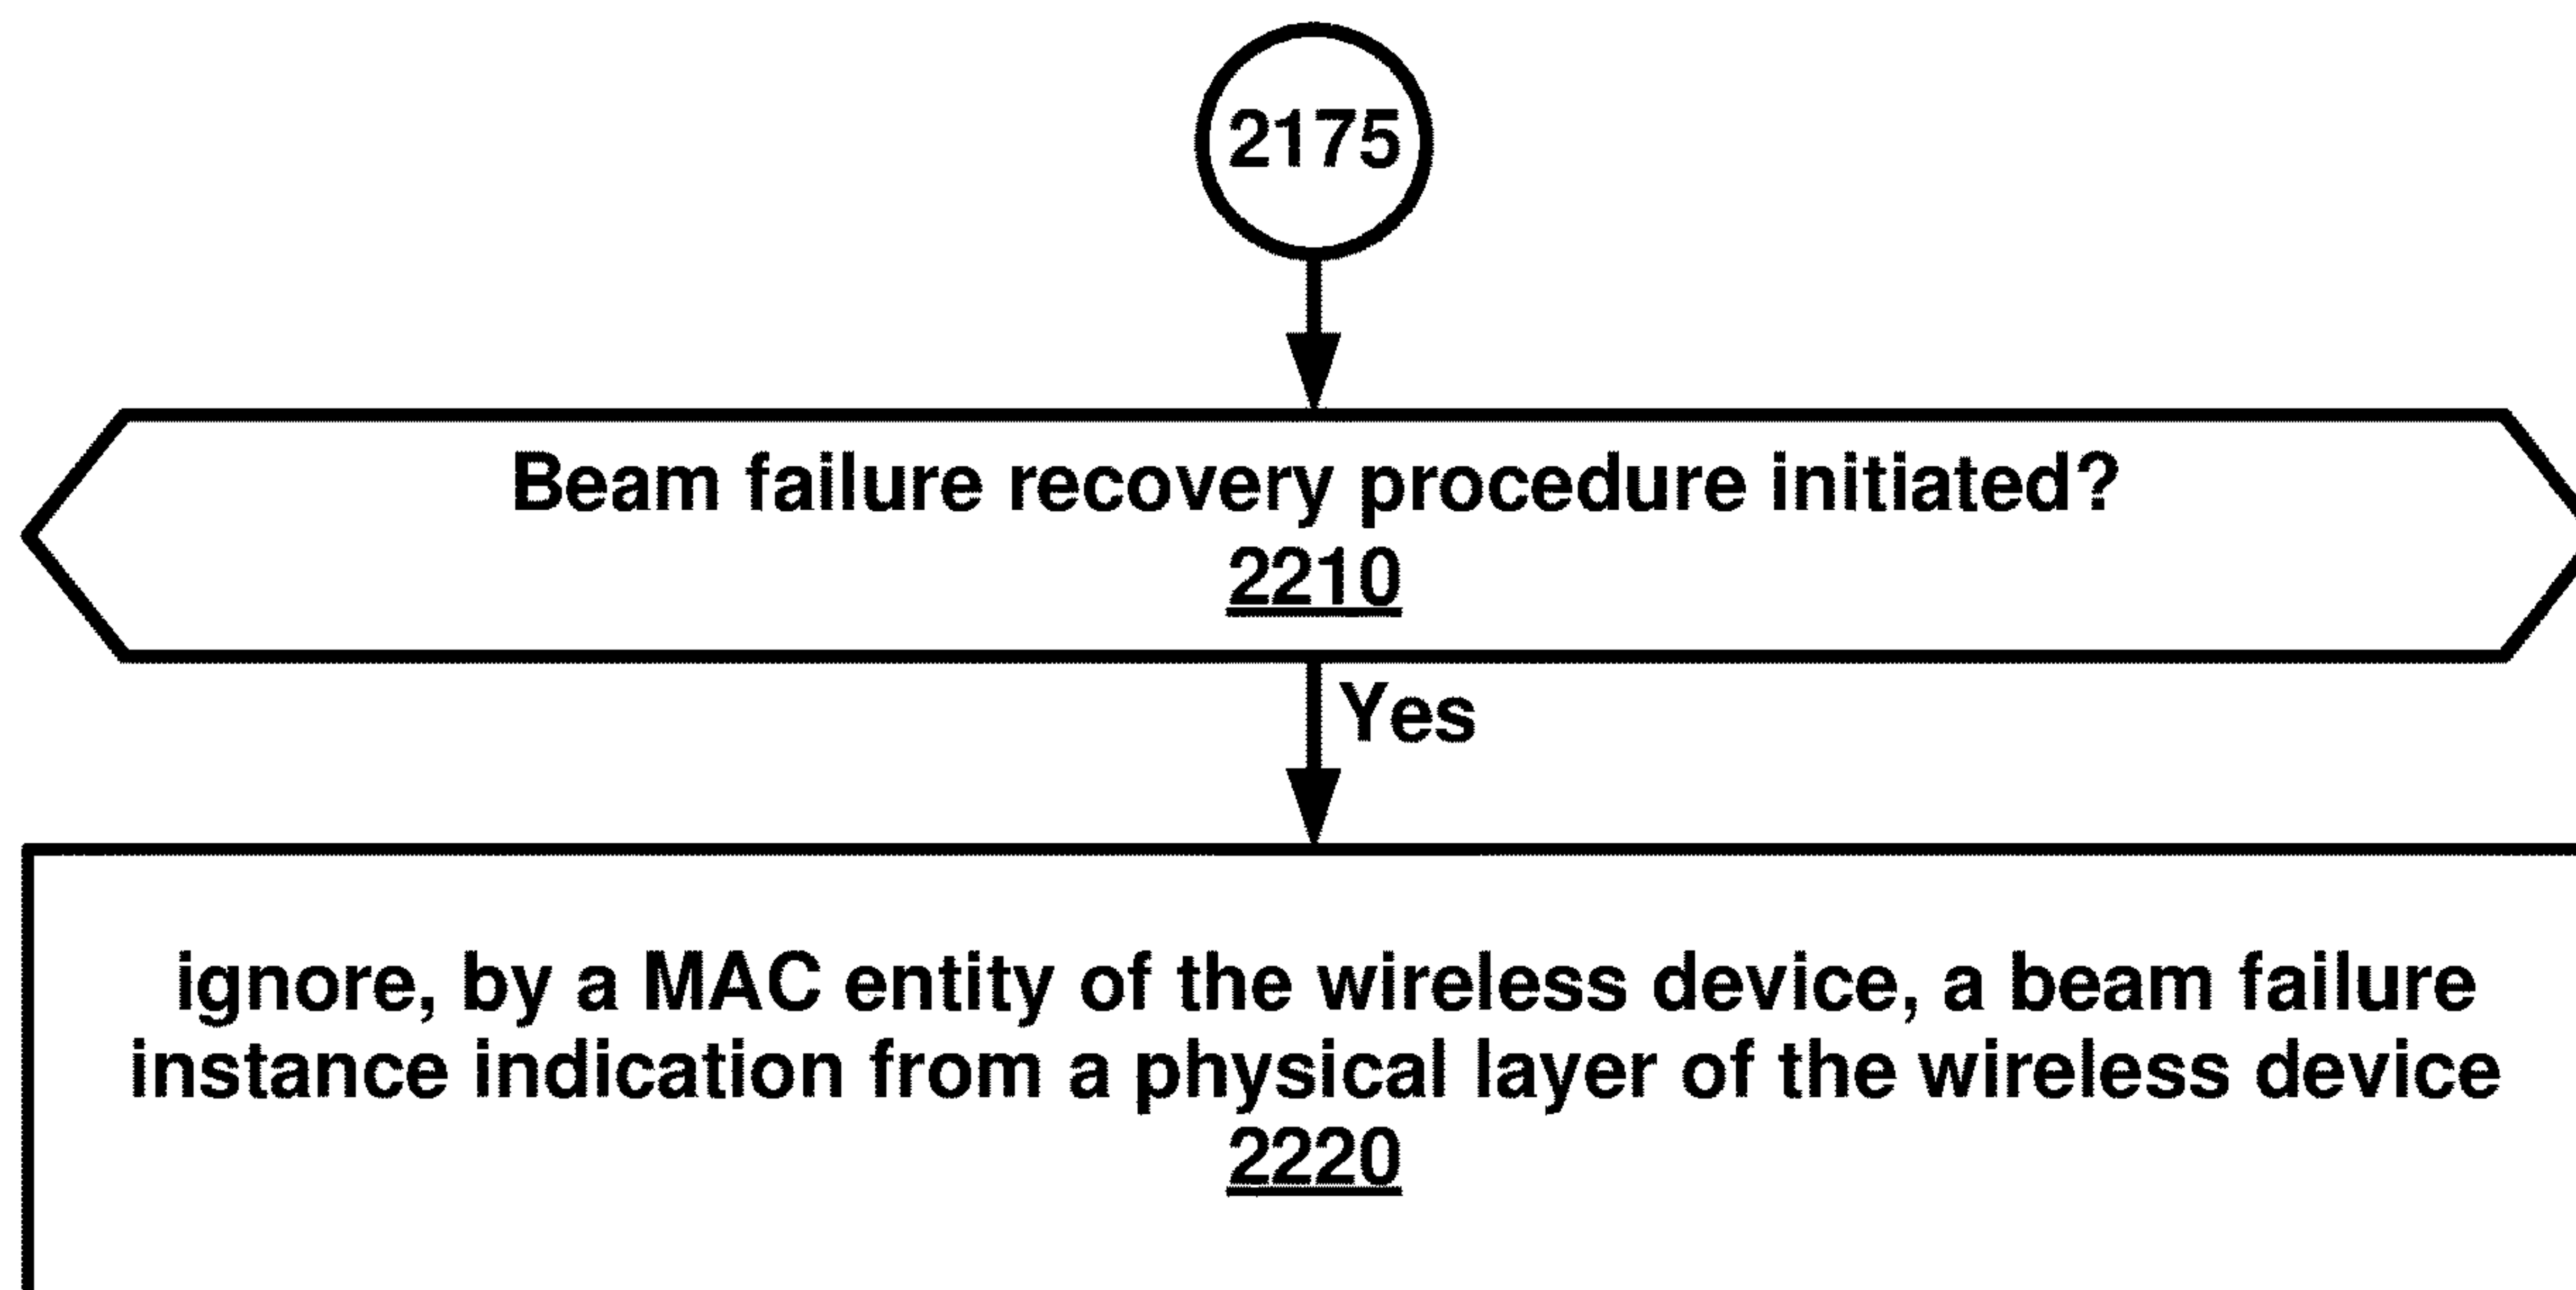 2175
Beam failure recovery procedure initiated?
2210
Yes
ignore, by a MAC entity of the wireless device, a beam failure
instance indication from a physical layer of the wireless device
2220